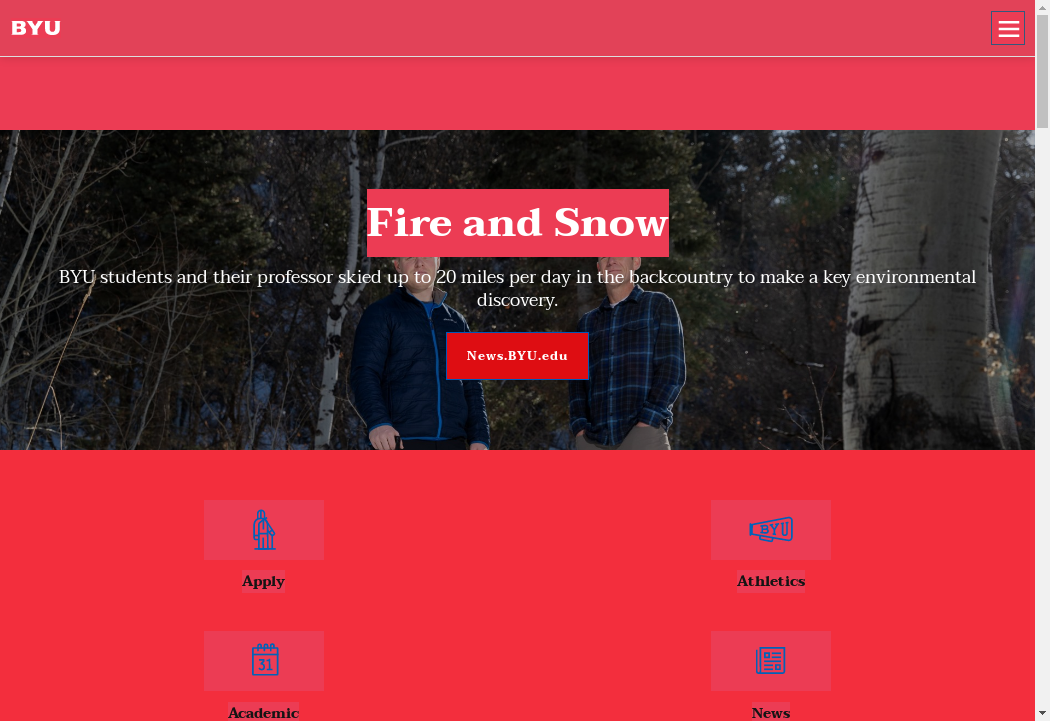 BYU
Fire and Snow
BYU students and their professor skied up to 20 miles per day in the backcountry to make a key environmental
discovery.
News.BYU.edu
BYU
Apply
Athletics
31
Academic
News